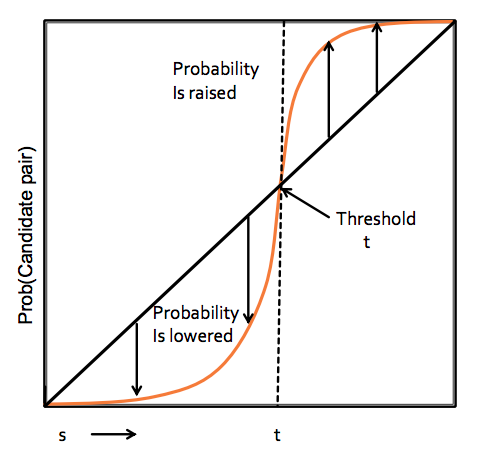 Probability
Is raised
Prob(Candidate pair)
Threshold
t
Probability
Is lowered
s
t